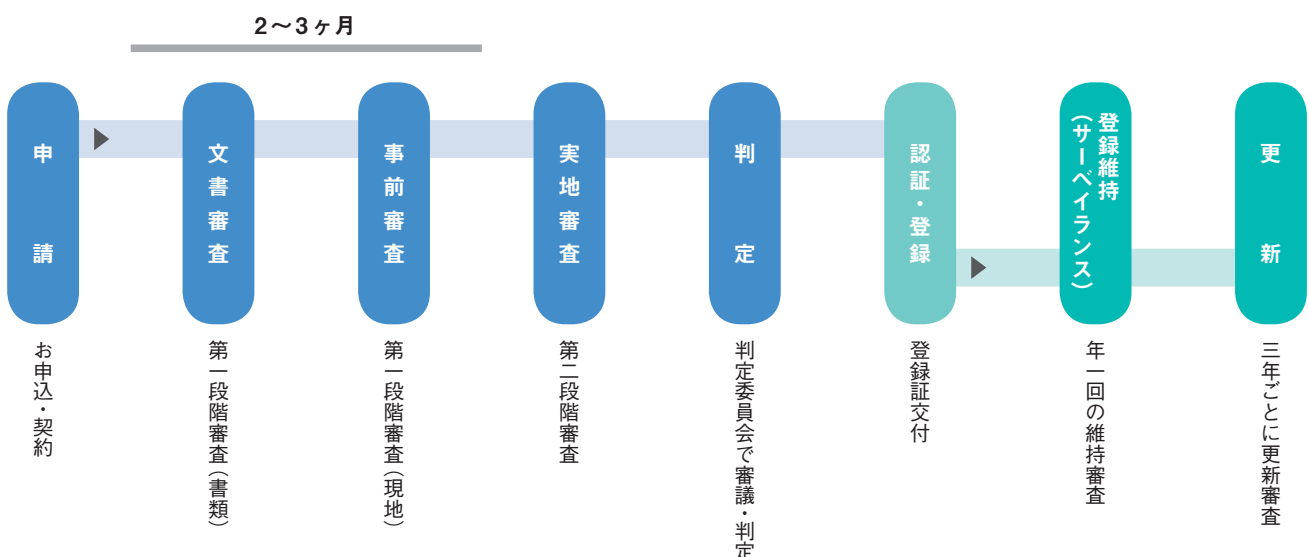 2〜3ヶ月
申請
お申込・契約
文書審査
第一段階審査（書類）
事前審査
第一段階審査（現地）
実地審査
第二段階審査
判定
判定委員会で審議・判定
認証・登録
登録証交付
登録維持
（サーベイランス）
年一回の維持審査
更新
三年ごとに更新審査